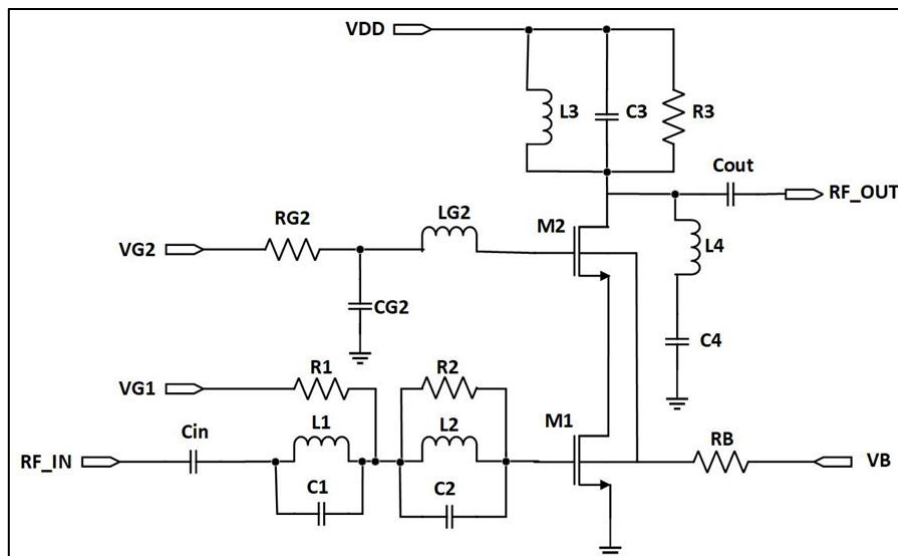 VDD
L3 C3 R3
Cout
RF_OUT
RG2 LG2 M2
L4
VG2
CG2
C4
R1 R2
VG1
L1 L2 M1
Cin RB
RF_IN VB
C1 C2